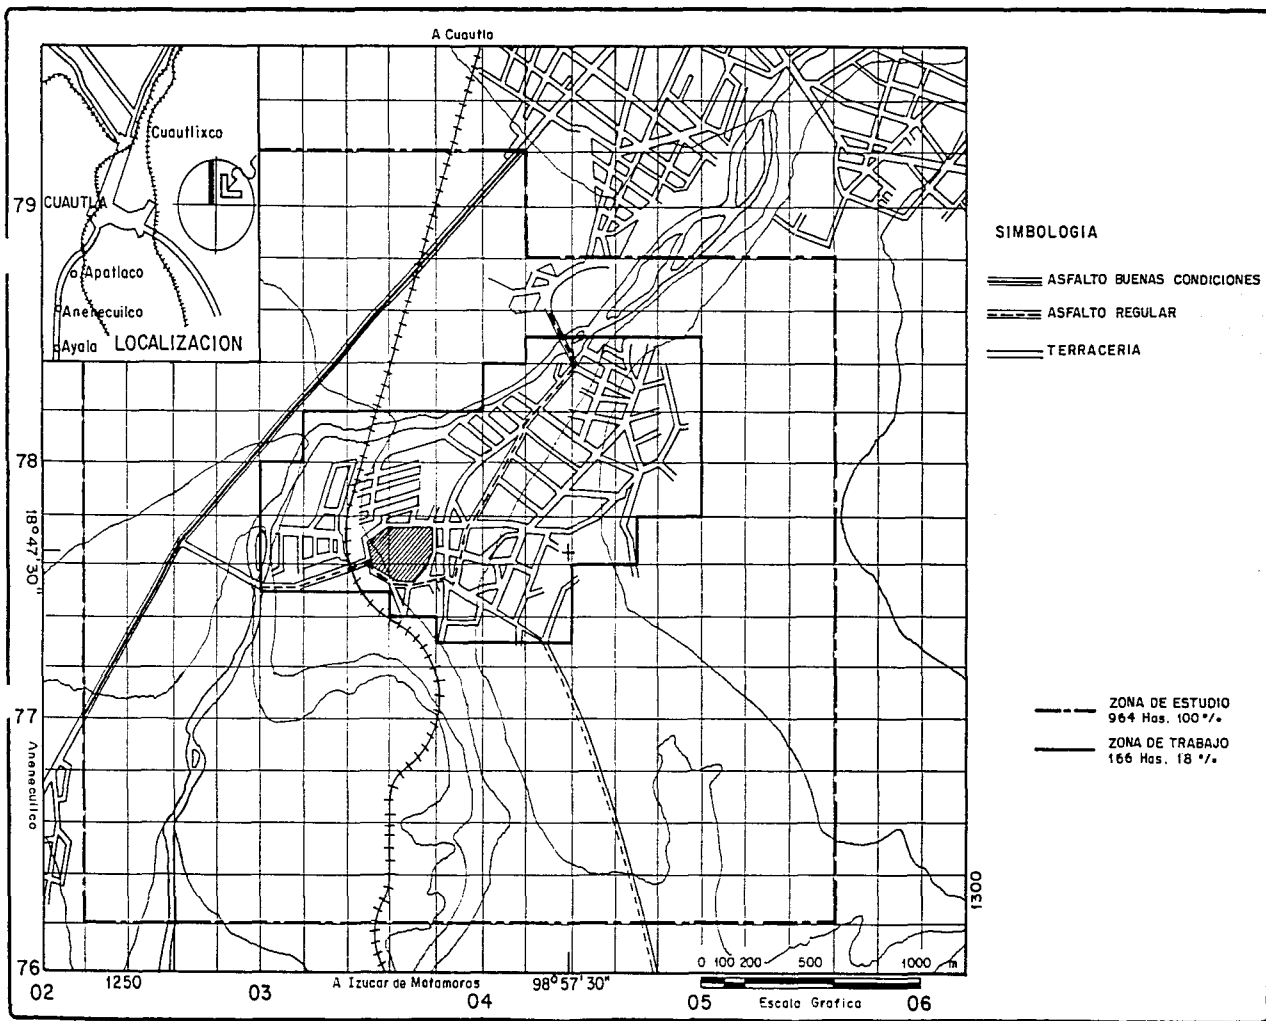 A Cuautla
Cuautlixco
CUAUTLA
Apatlaco
Anenecuilco
Ayala
LOCALIZACION
79
78
18°47'30"
77
Anenecuilco
76
02
1250
03
A Izucar de Matamoros
04
98°57'30"
05
06
1300
0 100 200 500 1000 m
Escala Grafica
SIMBOLOGIA
ASFALTO BUENAS CONDICIONES
ASFALTO REGULAR
TERRACERIA
ZONA DE ESTUDIO
964 Has. 100 %
ZONA DE TRABAJO
166 Has. 18 %